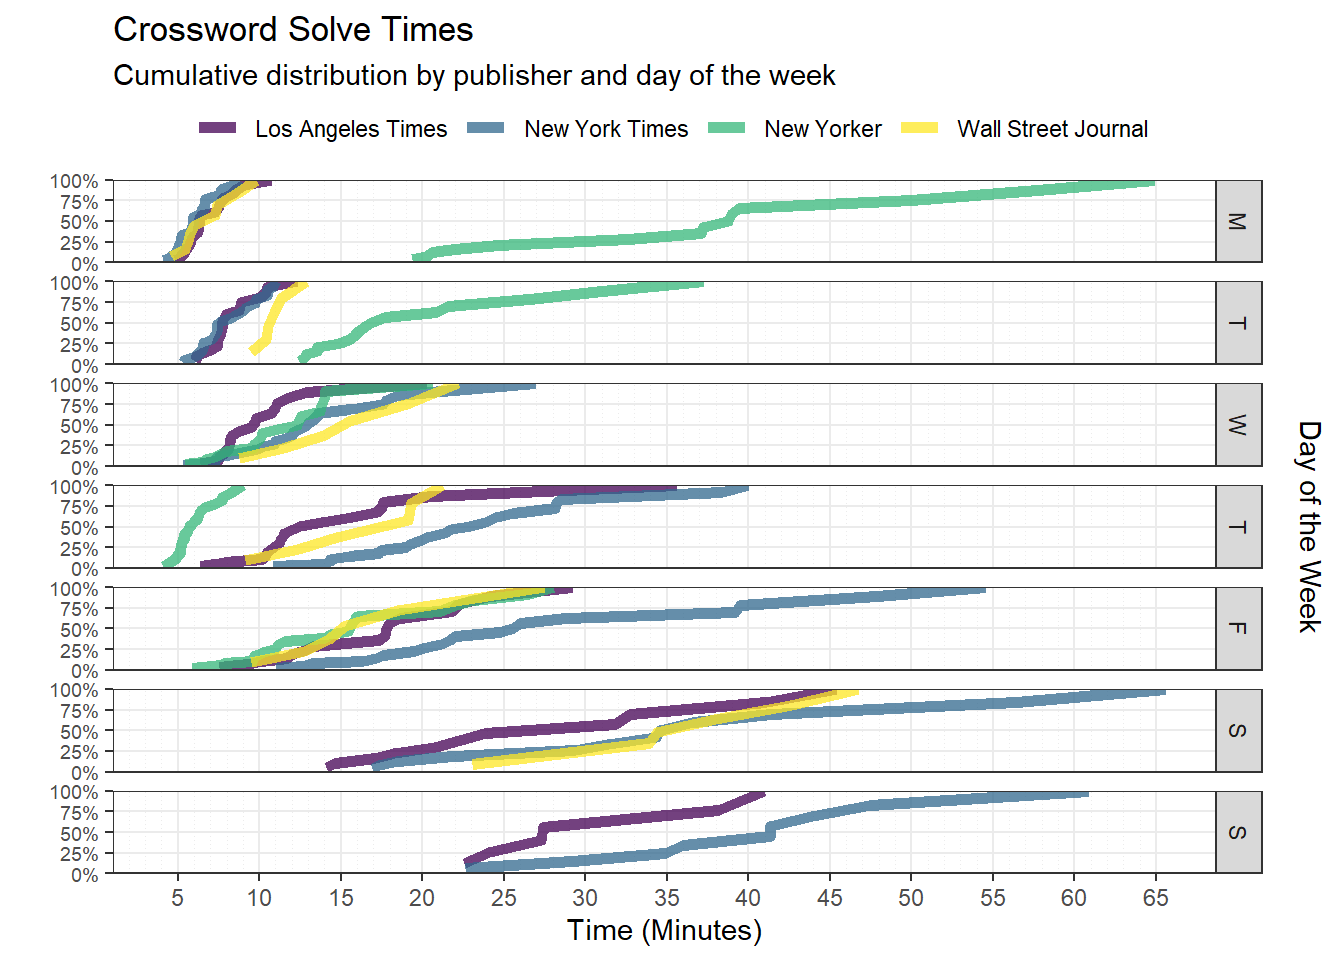 Crossword Solve Times
Cumulative distribution by publisher and day of the week
Los Angeles Times New York Times New Yorker Wall Street Journal
100%
75%
50%
25%
0%
M
100%
75%
50%
25%
0%
T
100%
75%
50%
25%
0%
W
100%
75%
50%
25%
0%
T
100%
75%
50%
25%
0%
F
100%
75%
50%
25%
0%
S
100%
75%
50%
25%
0%
S
Day of the Week
5 10 15 20 25 30 35 40 45 50 55 60 65
Time (Minutes)